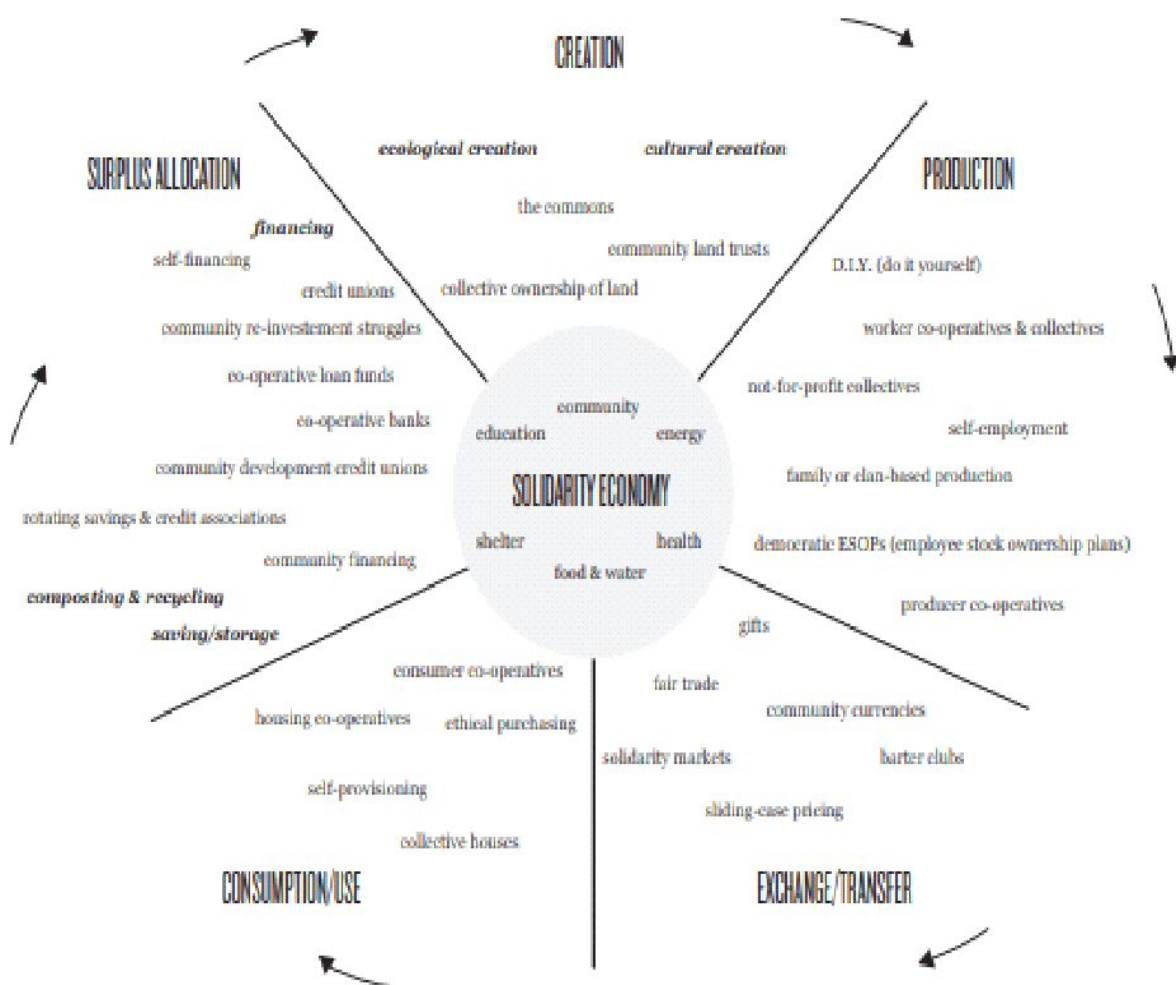 CREATION
ecological creation
cultural creation
the commons
community land trusts
collective ownership of land
PRODUCTION
D.I.Y. (do it yourself)
worker co-operatives & collectives
not-for-profit collectives
self-employment
family or clan-based production
democratic ESOPs (employee stock ownership plans)
producer co-operatives
EXCHANGE/TRANSFER
gifts
fair trade
community currencies
solidarity markets
barter clubs
sliding-case pricing
CONSUMPTION/USE
consumer co-operatives
housing co-operatives
ethical purchasing
self-provisioning
collective houses
SURPLUS ALLOCATION
financing
self-financing
credit unions
community re-investement struggles
co-operative loan funds
co-operative banks
community development credit unions
rotating savings & credit associations
community financing
composting & recycling
saving/storage
SOLIDARITY ECONOMY
community
education
energy
shelter
health
food & water